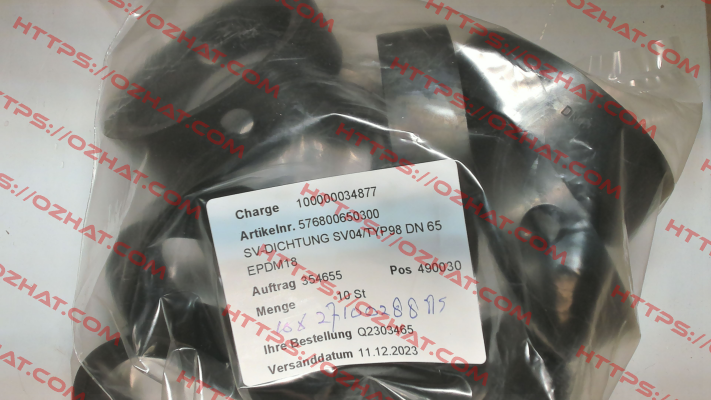 Charge 100000034877
Artikelnr. 576800650300
SV-DICHTUNG SV04/TYP98 DN 65
EPDM18
Auftrag 354655 Pos 490030
Menge 10 St
Ihre Bestellung Q2303465
Versanddatum 11.12.2023
HTTPS://OZHAT.COM